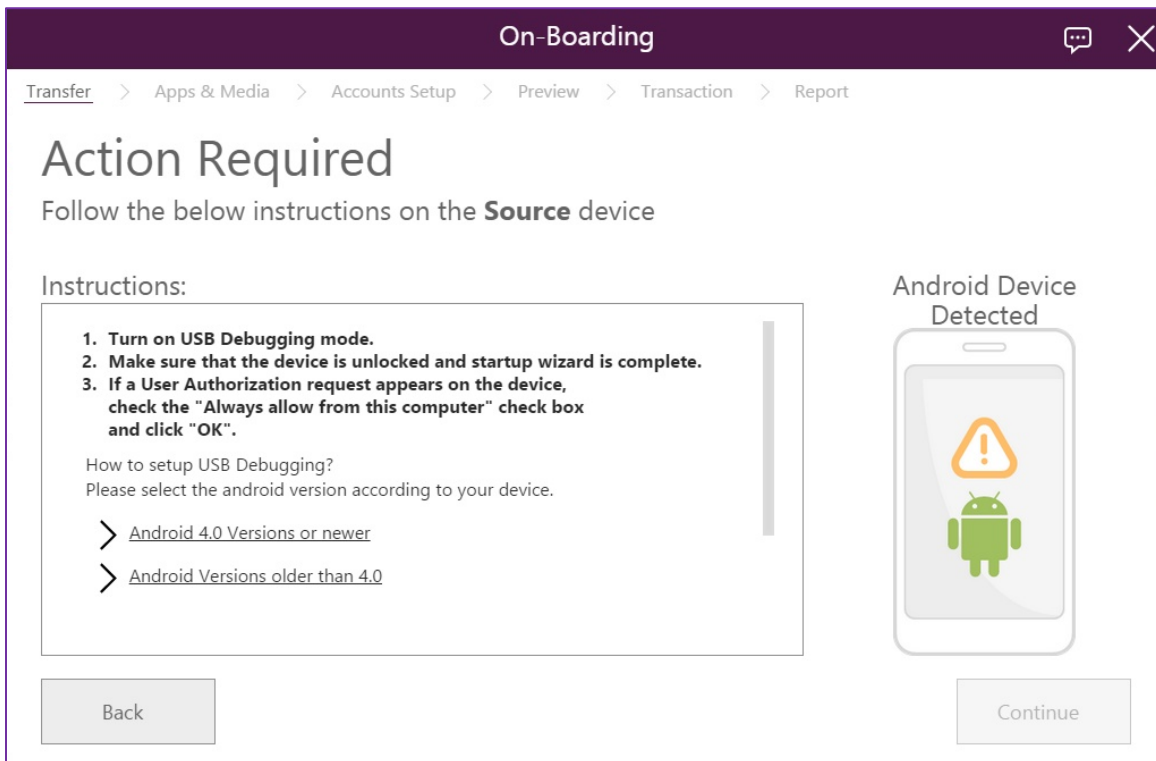 On-Boarding
Transfer > Apps & Media > Accounts Setup > Preview > Transaction > Report
Action Required
Follow the below instructions on the Source device
Instructions:
Android Device
Detected
1. Turn on USB Debugging mode.
2. Make sure that the device is unlocked and startup wizard is complete.
3. If a User Authorization request appears on the device,
check the "Always allow from this computer" check box
and click "OK".
How to setup USB Debugging?
Please select the android version according to your device.
Android 4.0 Versions or newer
Android Versions older than 4.0
Back
Continue